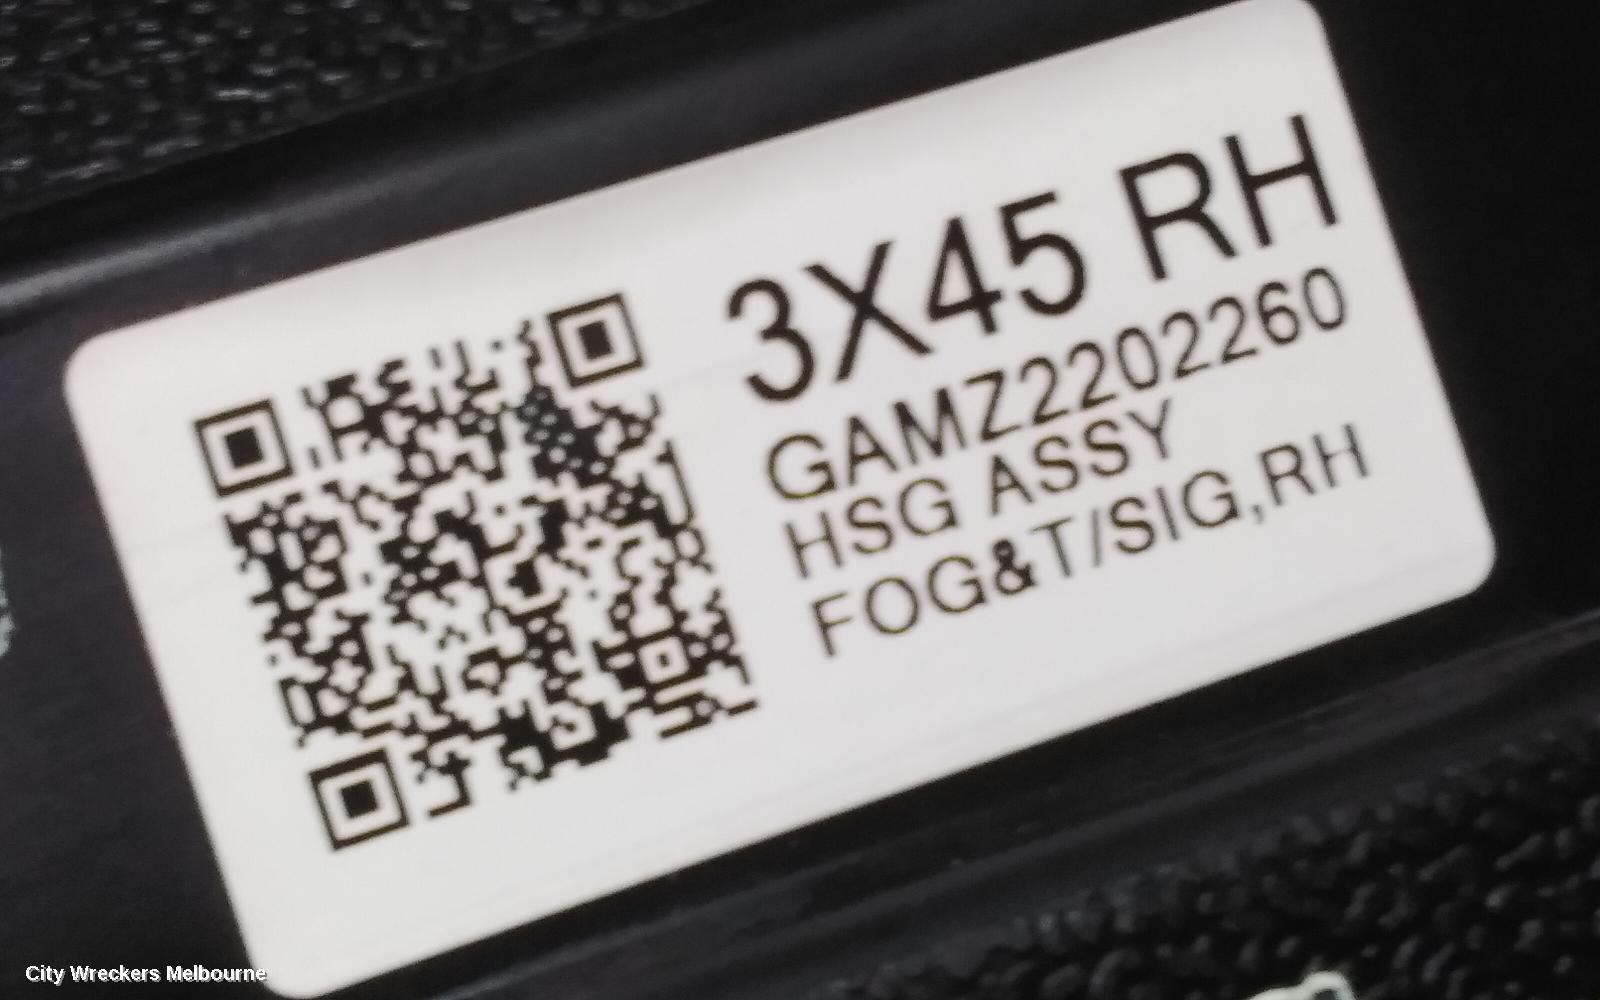 3X45 RH
GAMZ2202260
HSG ASSY
FOG&T/SIG,RH
City Wreckers Melbourne